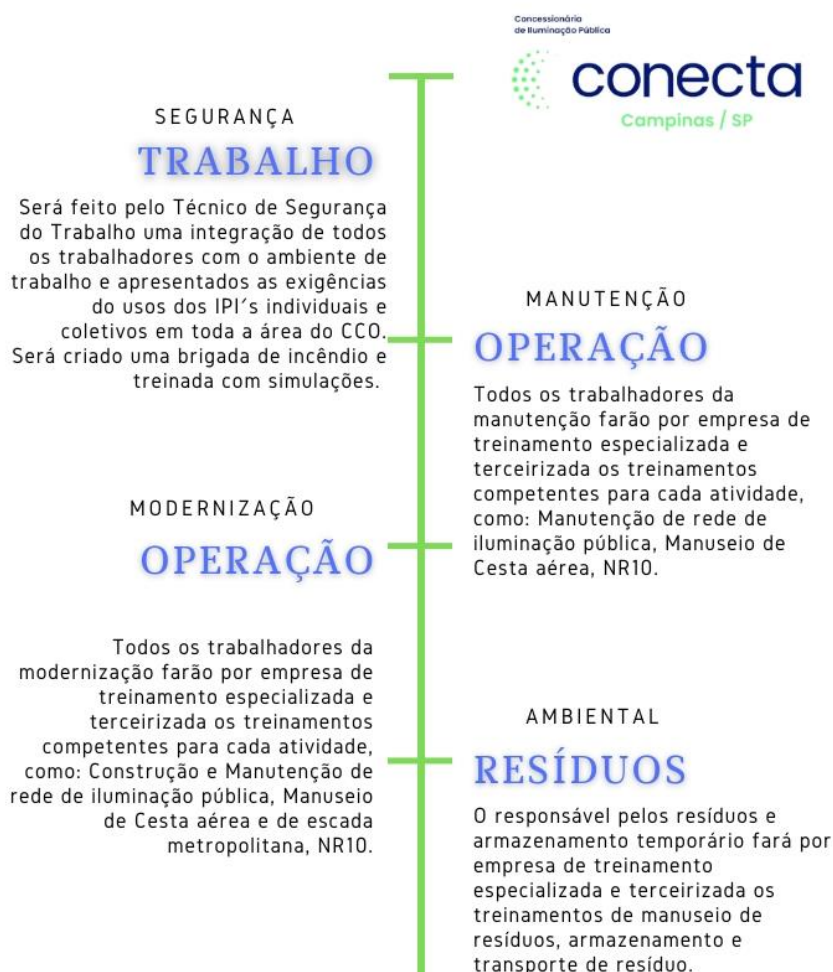 Concessionária
de Iluminação Pública
conecta
Campinas / SP
SEGURANÇA
TRABALHO
Será feito pelo Técnico de Segurança
do Trabalho uma integração de todos
os trabalhadores com o ambiente de
trabalho e apresentados as exigências
do usos dos IPI´s individuais e
coletivos em toda a área do CCO.
Será criado uma brigada de incêndio e
treinada com simulações.
MANUTENÇÃO
OPERAÇÃO
Todos os trabalhadores da
manutenção farão por empresa de
treinamento especializada e
terceirizada os treinamentos
competentes para cada atividade,
como: Manutenção de rede de
iluminação pública, Manuseio de
Cesta aérea, NR10.
MODERNIZAÇÃO
OPERAÇÃO
Todos os trabalhadores da
modernização farão por empresa de
treinamento especializada e
terceirizada os treinamentos
competentes para cada atividade,
como: Construção e Manutenção de
rede de iluminação pública, Manuseio
de Cesta aérea e de escada
metropolitana, NR10.
AMBIENTAL
RESÍDUOS
O responsável pelos resíduos e
armazenamento temporário fará por
empresa de treinamento
especializada e terceirizada os
treinamentos de manuseio de
resíduos, armazenamento e
transporte de resíduo.